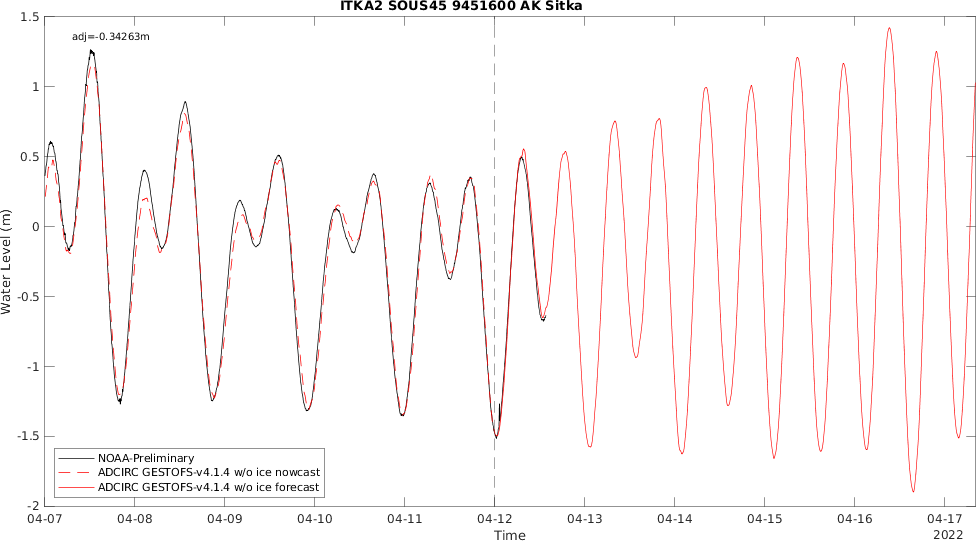 ITKA2 SOUS45 9451600 AK Sitka
adj=-0.34263m
1.5
1
0.5
0
-0.5
-1
-1.5
-2
Water Level (m)
NOAA-Preliminary
ADCIRC GESTOFS-v4.1.4 w/o ice nowcast
ADCIRC GESTOFS-v4.1.4 w/o ice forecast
04-07 04-08 04-09 04-10 04-11 04-12 04-13 04-14 04-15 04-16 04-17
Time
2022